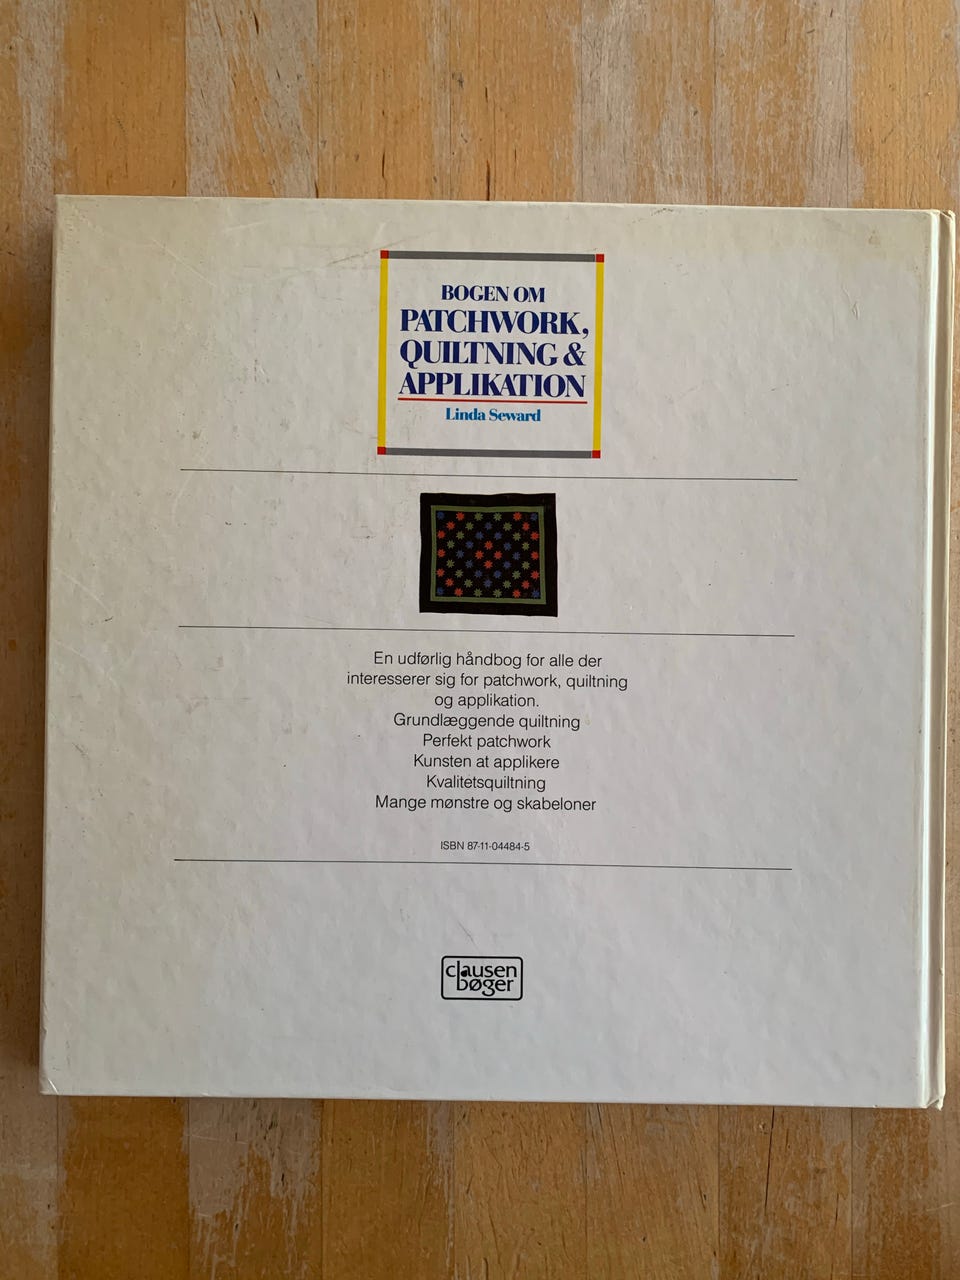 BOGEN OM
PATCHWORK,
QUILTNING &
APPLIKATION
Linda Seward
En udførlig håndbog for alle der
interesserer sig for patchwork, quiltning
og applikation.
Grundlæggende quiltning
Perfekt patchwork
Kunsten at applikere
Kvalitetsquiltning
Mange mønstre og skabeloner
ISBN 87-11-04484-5
clausen
bøger